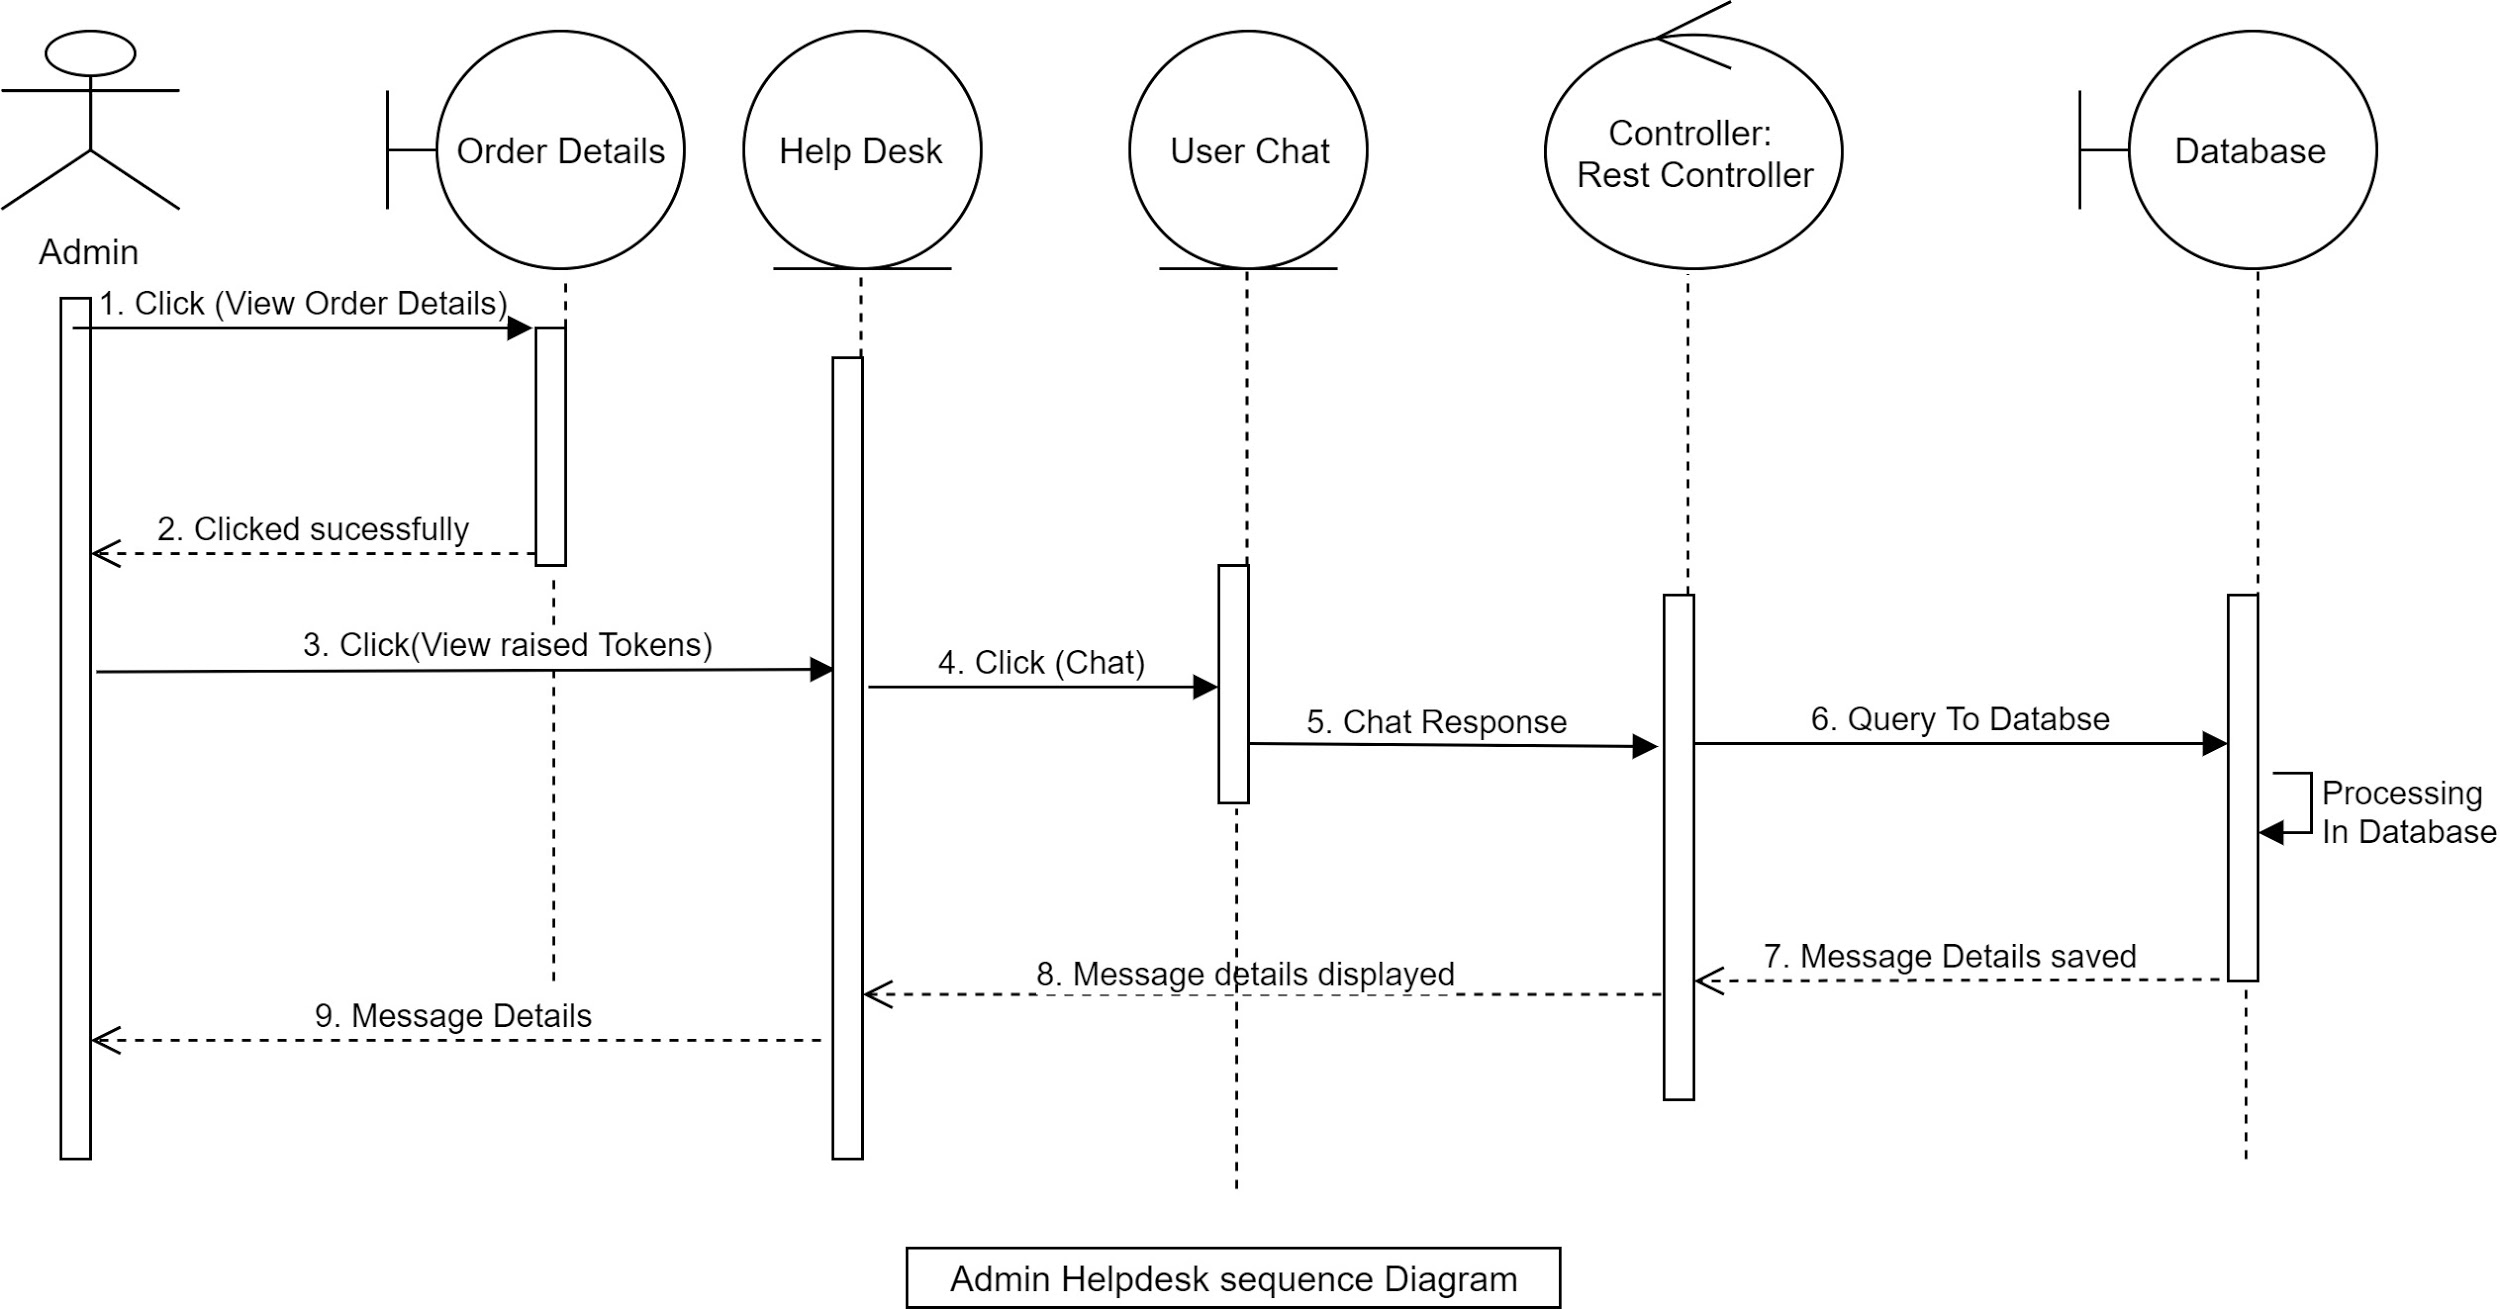 Order Details
Help Desk
User Chat
Controller:
Rest Controller
Database
Admin
1. Click (View Order Details)
2. Clicked sucessfully
3. Click(View raised Tokens)
4. Click (Chat)
5. Chat Response
6. Query To Databse
Processing
In Database
7. Message Details saved
8. Message details displayed
9. Message Details
Admin Helpdesk sequence Diagram